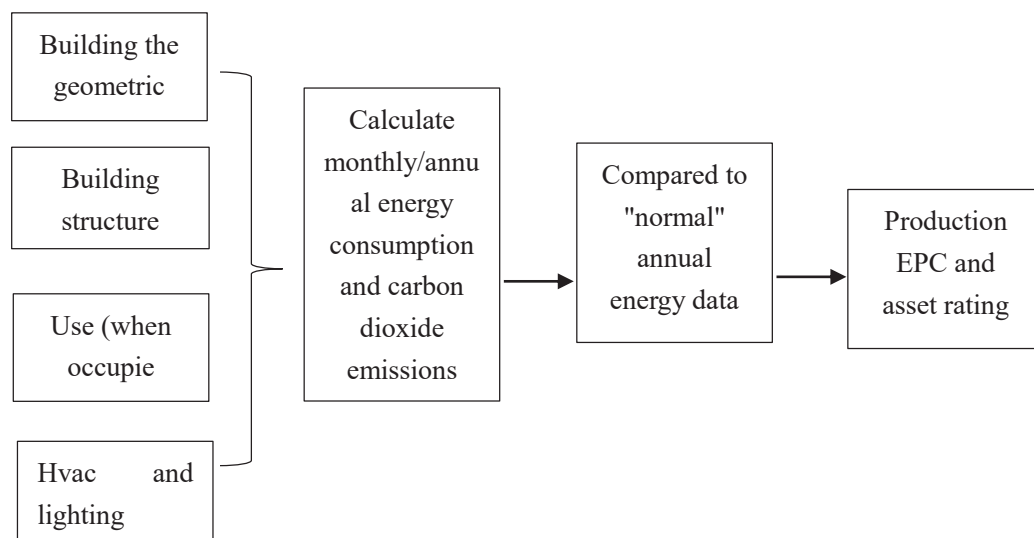 Building the
geometric
Building
structure
Use (when
occupie
Hvac and
lighting
Calculate
monthly/annu
al energy
consumption
and carbon
dioxide
emissions
Compared to
"normal"
annual
energy data
Production
EPC and
asset rating